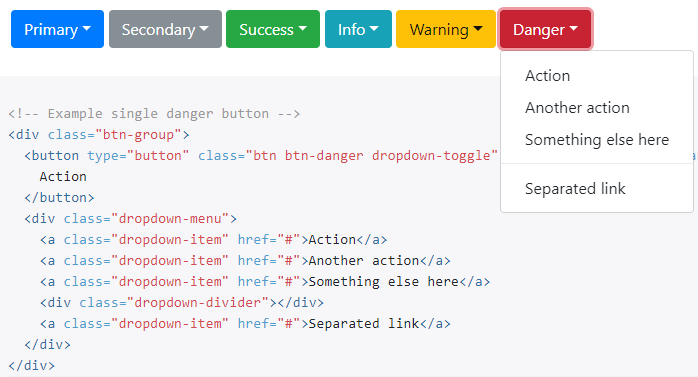 Primary Secondary Success Info Warning Danger
Action
Another action
Something else here
Separated link
<!-- Example single danger button -->
<div class="btn-group">
  <button type="button" class="btn btn-danger dropdown-toggle"
    Action
  </button>
  <div class="dropdown-menu">
    <a class="dropdown-item" href="#">Action</a>
    <a class="dropdown-item" href="#">Another action</a>
    <a class="dropdown-item" href="#">Something else here</a>
    <div class="dropdown-divider"></div>
    <a class="dropdown-item" href="#">Separated link</a>
  </div>
</div>